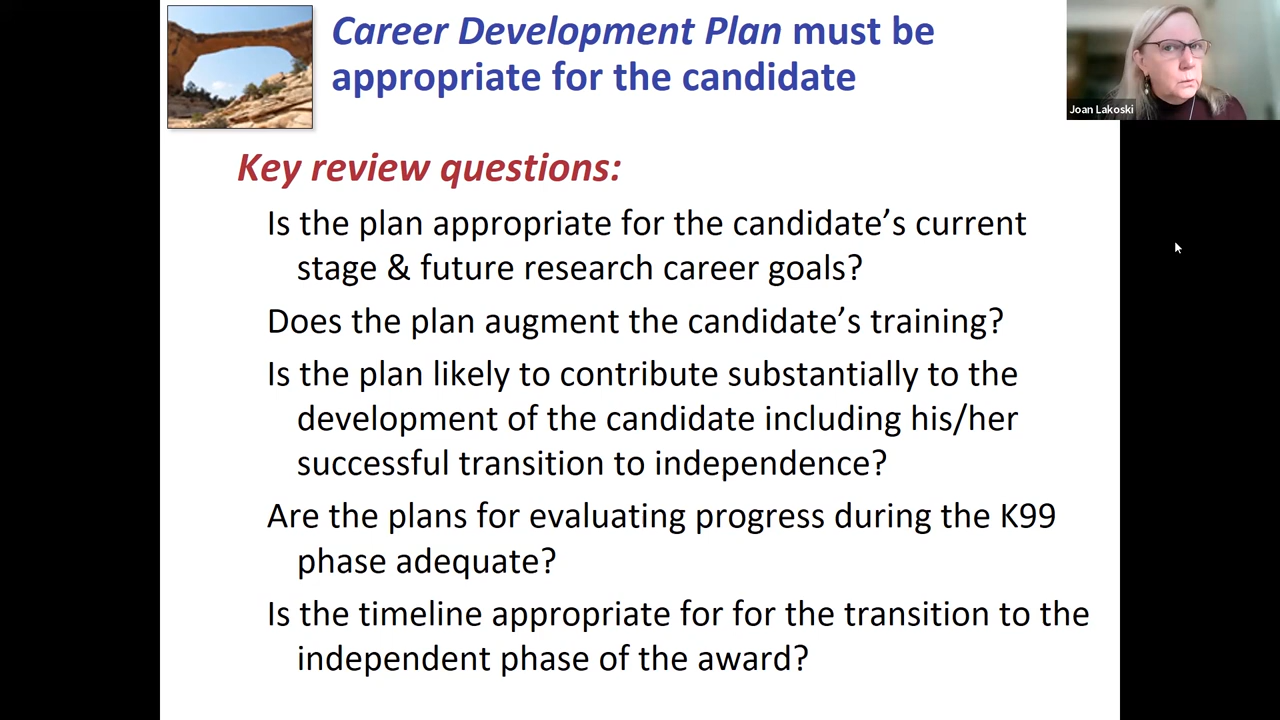 Career Development Plan must be
appropriate for the candidate
Joan Lakoski
Key review questions:
Is the plan appropriate for the candidate’s current
stage & future research career goals?
Does the plan augment the candidate’s training?
Is the plan likely to contribute substantially to the
development of the candidate including his/her
successful transition to independence?
Are the plans for evaluating progress during the K99
phase adequate?
Is the timeline appropriate for for the transition to the
independent phase of the award?